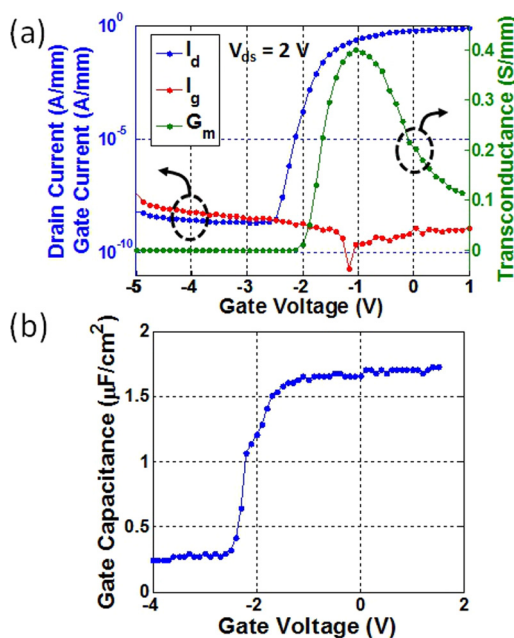 (a)
10^0
10^-5
10^-10
Drain Current (A/mm)
Gate Current (A/mm)
I_d
I_g
G_m
V_ds = 2 V
0.4
0.3
0.2
0.1
0
Transconductance (S/mm)
-5 -4 -3 -2 -1 0 1
Gate Voltage (V)
(b)
2
1.5
1
0.5
0
Gate Capacitance (μF/cm^2)
-4 -2 0 2
Gate Voltage (V)